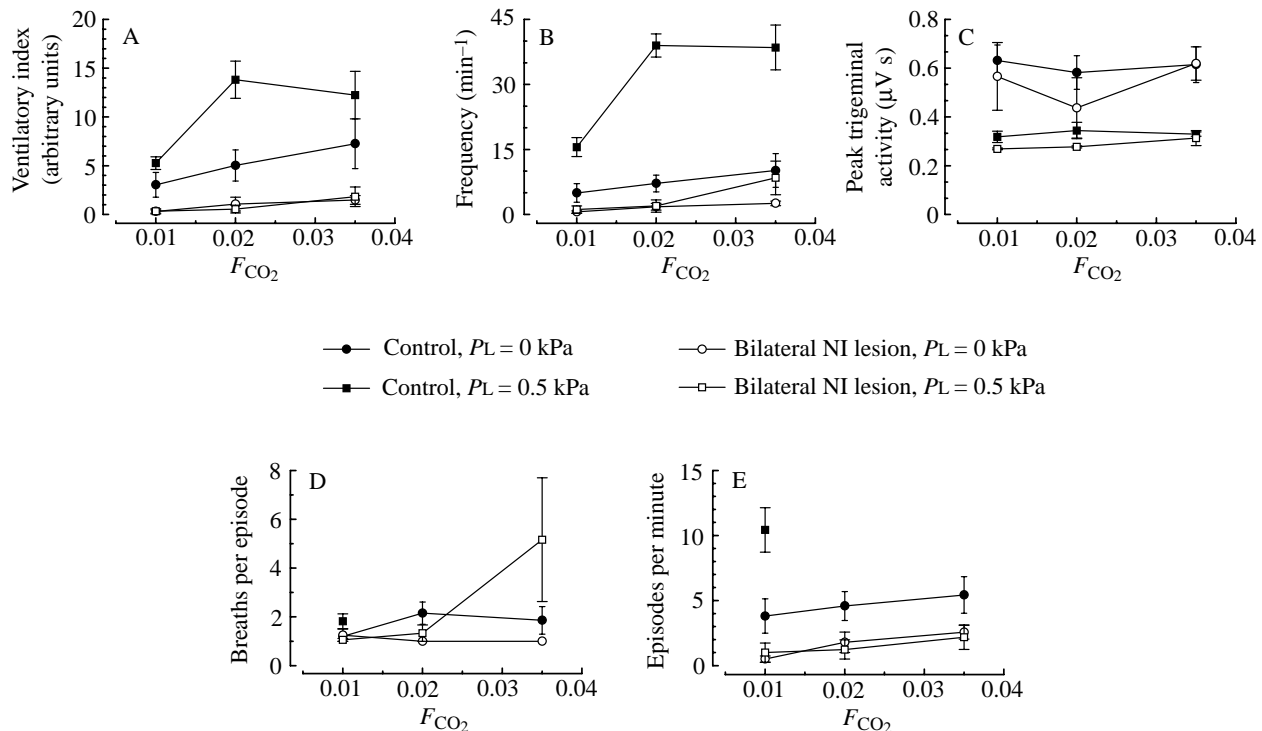 A
Ventilatory index
(arbitrary units)
20
15
10
5
0
0.01
0.02
0.03
0.04
F_CO2
B
Frequency (min⁻¹)
45
30
15
0
0.01
0.02
0.03
0.04
F_CO2
C
Peak trigeminal
activity (µV s)
0.8
0.6
0.4
0.2
0
0.01
0.02
0.03
0.04
F_CO2
Control, PL = 0 kPa
Control, PL = 0.5 kPa
Bilateral NI lesion, PL = 0 kPa
Bilateral NI lesion, PL = 0.5 kPa
D
Breaths per episode
8
6
4
2
0
0.01
0.02
0.03
0.04
F_CO2
E
Episodes per minute
15
10
5
0
0.01
0.02
0.03
0.04
F_CO2